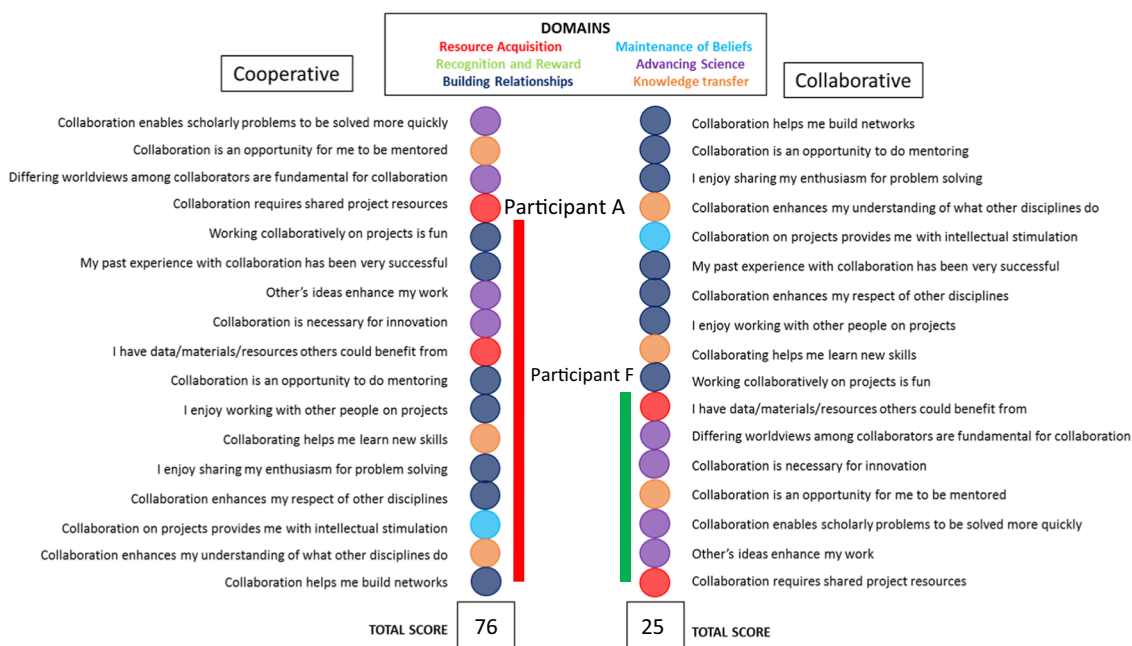 DOMAINS
Resource Acquisition
Maintenance of Beliefs
Recognition and Reward
Advancing Science
Building Relationships
Knowledge transfer
Cooperative
Collaborative
Collaboration enables scholarly problems to be solved more quickly
Collaboration is an opportunity for me to be mentored
Differing worldviews among collaborators are fundamental for collaboration
Collaboration requires shared project resources
Working collaboratively on projects is fun
My past experience with collaboration has been very successful
Other's ideas enhance my work
Collaboration is necessary for innovation
I have data/materials/resources others could benefit from
Collaboration is an opportunity to do mentoring
I enjoy working with other people on projects
Collaborating helps me learn new skills
I enjoy sharing my enthusiasm for problem solving
Collaboration enhances my respect of other disciplines
Collaboration on projects provides me with intellectual stimulation
Collaboration enhances my understanding of what other disciplines do
Collaboration helps me build networks
TOTAL SCORE
76
Participant A
Participant F
Collaboration helps me build networks
Collaboration is an opportunity to do mentoring
I enjoy sharing my enthusiasm for problem solving
Collaboration enhances my understanding of what other disciplines do
Collaboration on projects provides me with intellectual stimulation
My past experience with collaboration has been very successful
Collaboration enhances my respect of other disciplines
I enjoy working with other people on projects
Collaborating helps me learn new skills
Working collaboratively on projects is fun
I have data/materials/resources others could benefit from
Differing worldviews among collaborators are fundamental for collaboration
Collaboration is necessary for innovation
Collaboration is an opportunity for me to be mentored
Collaboration enables scholarly problems to be solved more quickly
Other's ideas enhance my work
Collaboration requires shared project resources
25
TOTAL SCORE